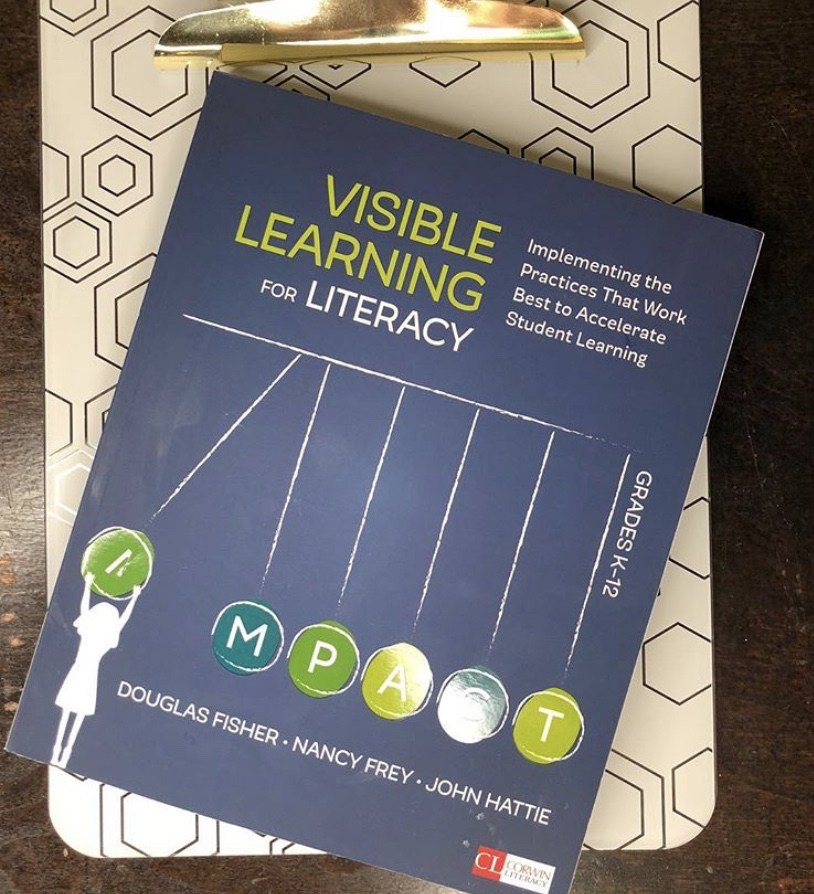 VISIBLE
LEARNING
FOR LITERACY
Implementing the
Practices That Work
Best to Accelerate
Student Learning
GRADES K-12
I M P A C T
DOUGLAS FISHER · NANCY FREY · JOHN HATTIE
CL CORWIN
LITERACY